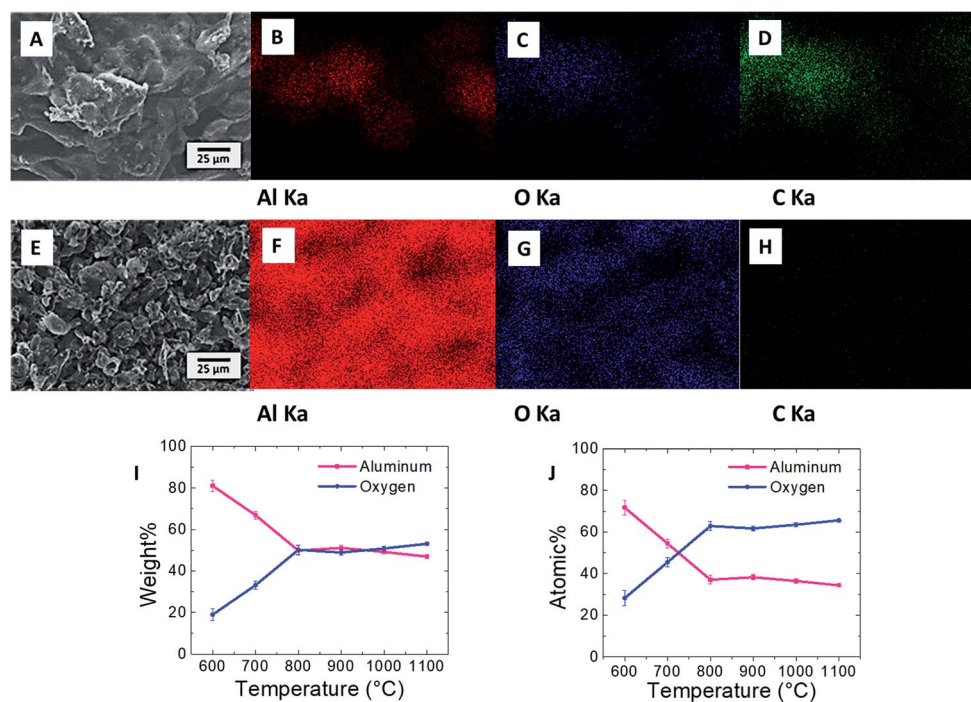 A
B
C
D
25 µm
Al Ka
O Ka
C Ka
E
F
G
H
25 µm
Al Ka
O Ka
C Ka
I
100
80
60
40
20
0
Weight%
Aluminum
Oxygen
600 700 800 900 1000 1100
Temperature (°C)
J
100
80
60
40
20
0
Atomic%
Aluminum
Oxygen
600 700 800 900 1000 1100
Temperature (°C)